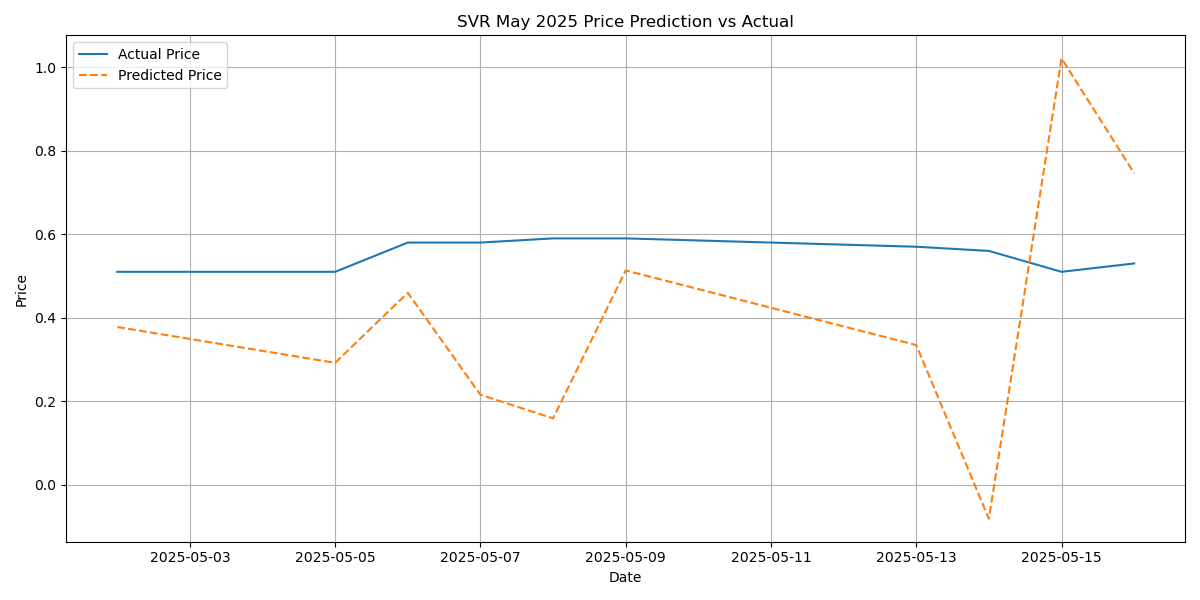 SVR May 2025 Price Prediction vs Actual
Actual Price
Predicted Price
1.0
0.8
0.6
0.4
0.2
0.0
Price
2025-05-03 2025-05-05 2025-05-07 2025-05-09 2025-05-11 2025-05-13 2025-05-15
Date